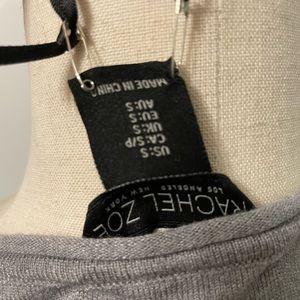 RACHEL ZOE
LOS ANGELES NEW YORK
US:S
CA:S/P
UK:S
EU:S
AU:S
MADE IN CHINA